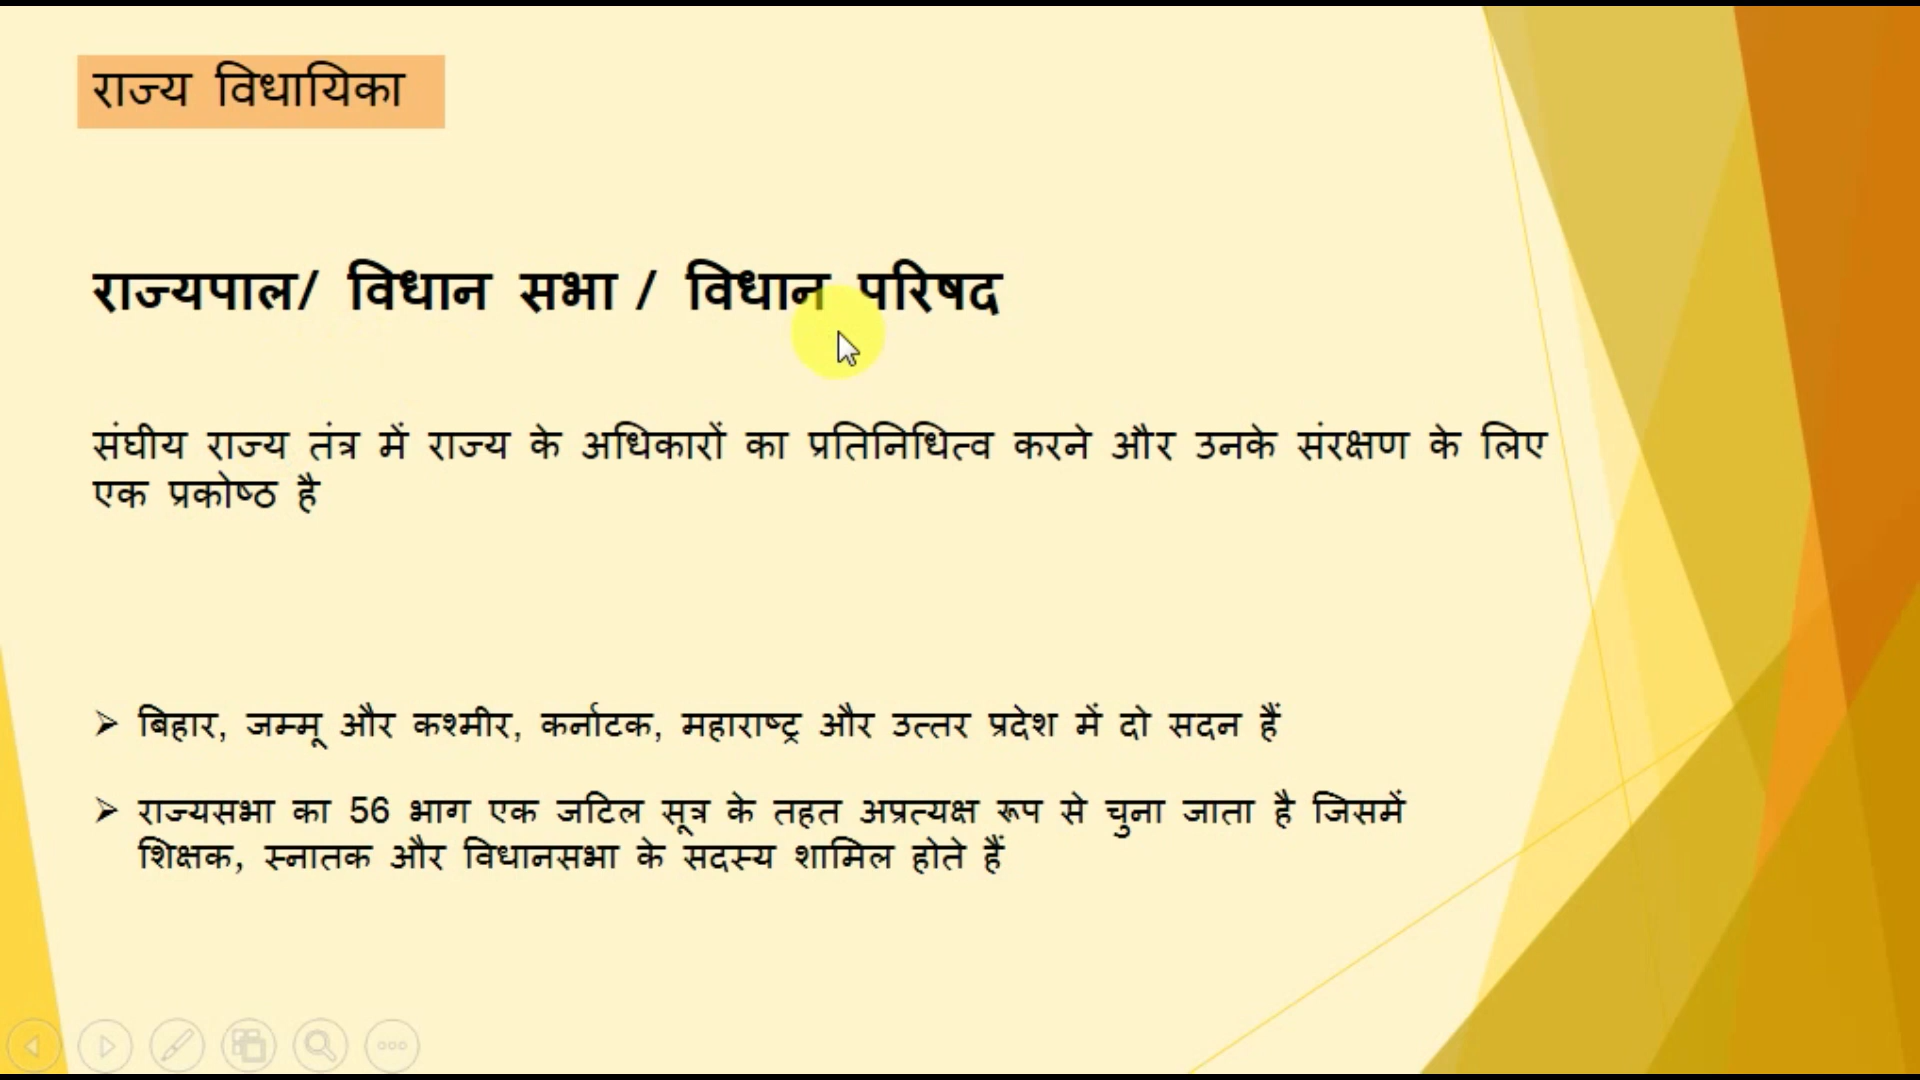 राज्य विधायिका
राज्यपाल/ विधान सभा / विधान परिषद
संघीय राज्य तंत्र में राज्य के अधिकारों का प्रतिनिधित्व करने और उनके संरक्षण के लिए
एक प्रकोष्ठ है
➢ बिहार, जम्मू और कश्मीर, कर्नाटक, महाराष्ट्र और उत्तर प्रदेश में दो सदन हैं
➢ राज्यसभा का 56 भाग एक जटिल सूत्र के तहत अप्रत्यक्ष रूप से चुना जाता है जिसमें
शिक्षक, स्नातक और विधानसभा के सदस्य शामिल होते हैं